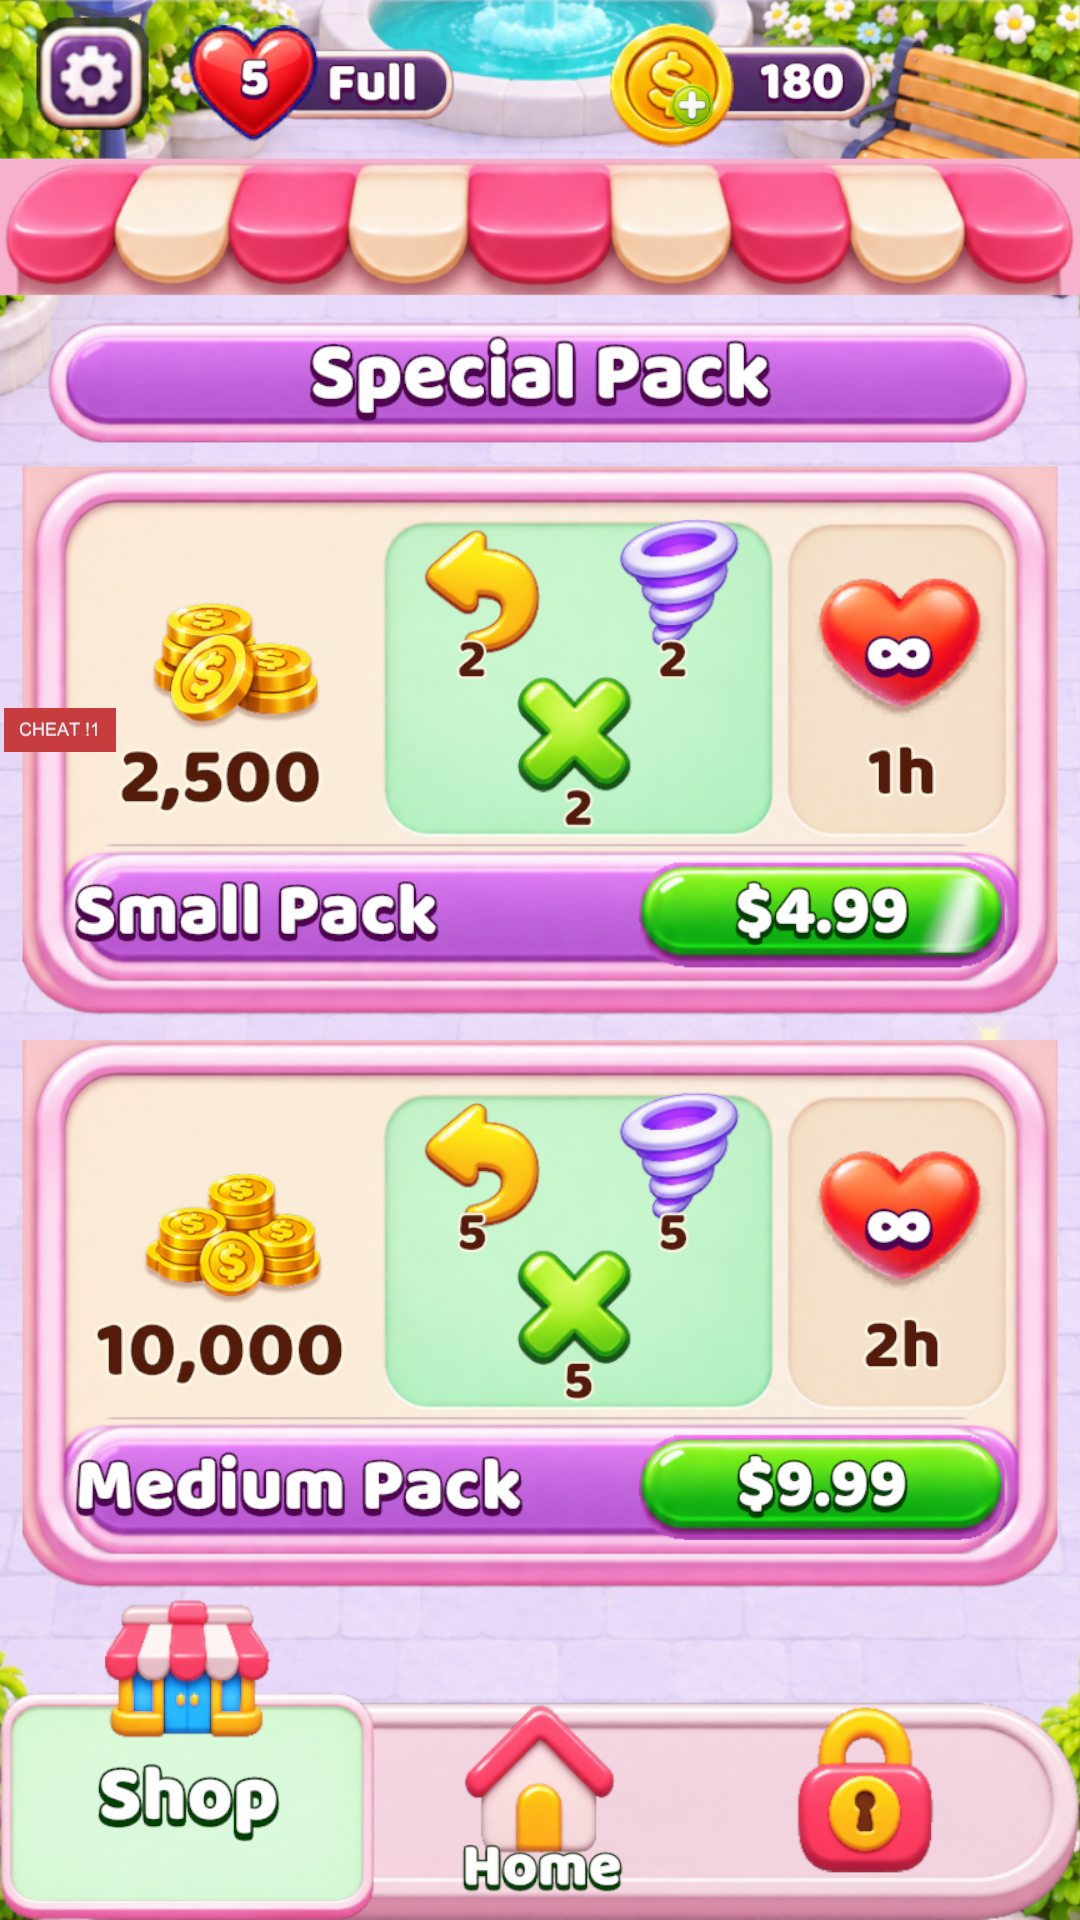 5 Full 180
Special Pack
2 2
CHEAT !1
2,500 2 1h
Small Pack $4.99
5 5
10,000 5 2h
Medium Pack $9.99
Shop
Home